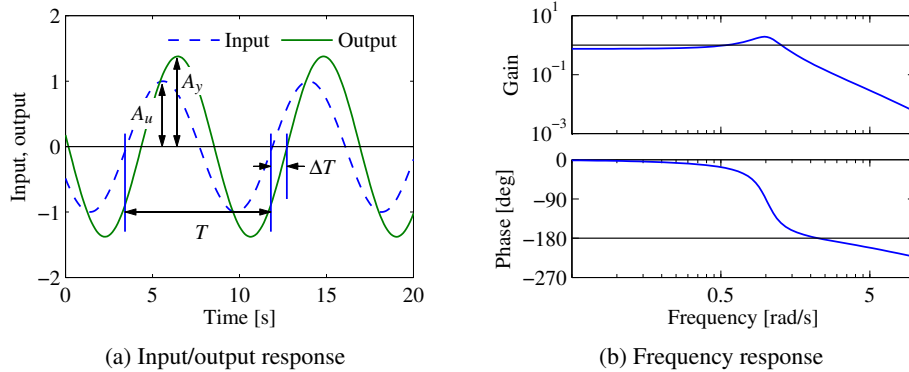 2
1
0
−1
−2
Input, output
Input
Output
A_u
A_y
ΔT
T
0
5
10
15
20
Time [s]
(a) Input/output response
10^1
10^−1
10^−3
Gain
0
−90
−180
−270
Phase [deg]
0.5
5
Frequency [rad/s]
(b) Frequency response